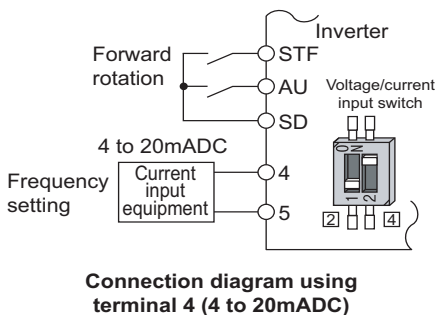 Inverter
Forward
rotation
STF
AU
SD
Voltage/current
input switch
4 to 20mADC
Frequency
setting
Current
input
equipment
4
5
ON
1 2
2
4
Connection diagram using
terminal 4 (4 to 20mADC)